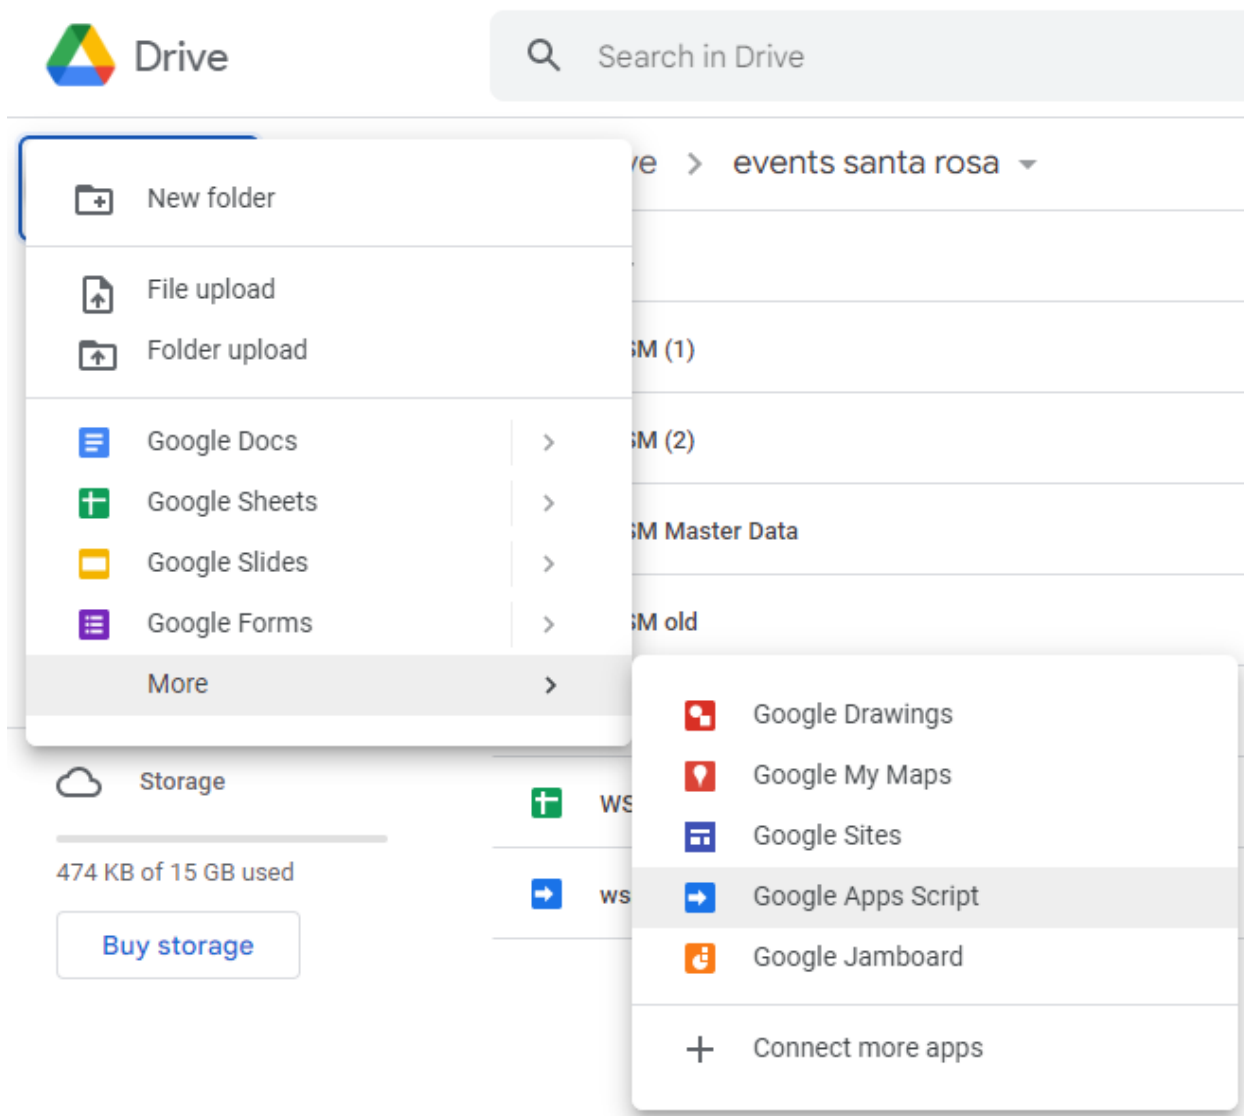 Drive
Search in Drive
events santa rosa
New folder
File upload
Folder upload
Google Docs
Google Sheets
Google Slides
Google Forms
More
(1)
(2)
Master Data
old
Google Drawings
Google My Maps
Google Sites
Google Apps Script
Google Jamboard
Connect more apps
Storage
474 KB of 15 GB used
Buy storage